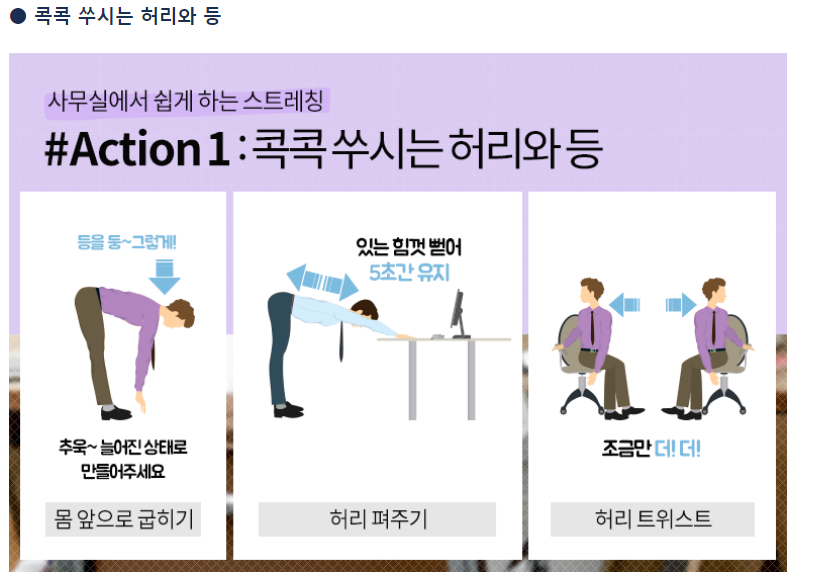 ● 콕콕 쑤시는 허리와 등
사무실에서 쉽게 하는 스트레칭
#Action 1 : 콕콕 쑤시는 허리와 등
등을 둥~그렇게!
추욱~ 늘어진 상태로
만들어주세요
몸 앞으로 굽히기
있는 힘껏 뻗어
5초간 유지
허리 펴주기
조금만 더! 더!
허리 트위스트